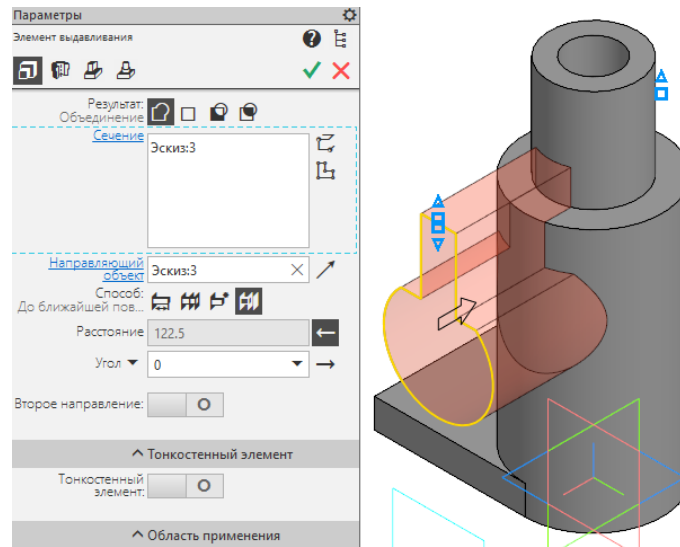 Параметры
Элемент выдавливания
Результат:
Объединение
Сечение
Эскиз:3
Направляющий
объект
Эскиз:3
Способ:
До ближайшей пов...
Расстояние
122.5
Угол
0
Второе направление:
Тонкостенный элемент
Тонкостенный
элемент:
Область применения